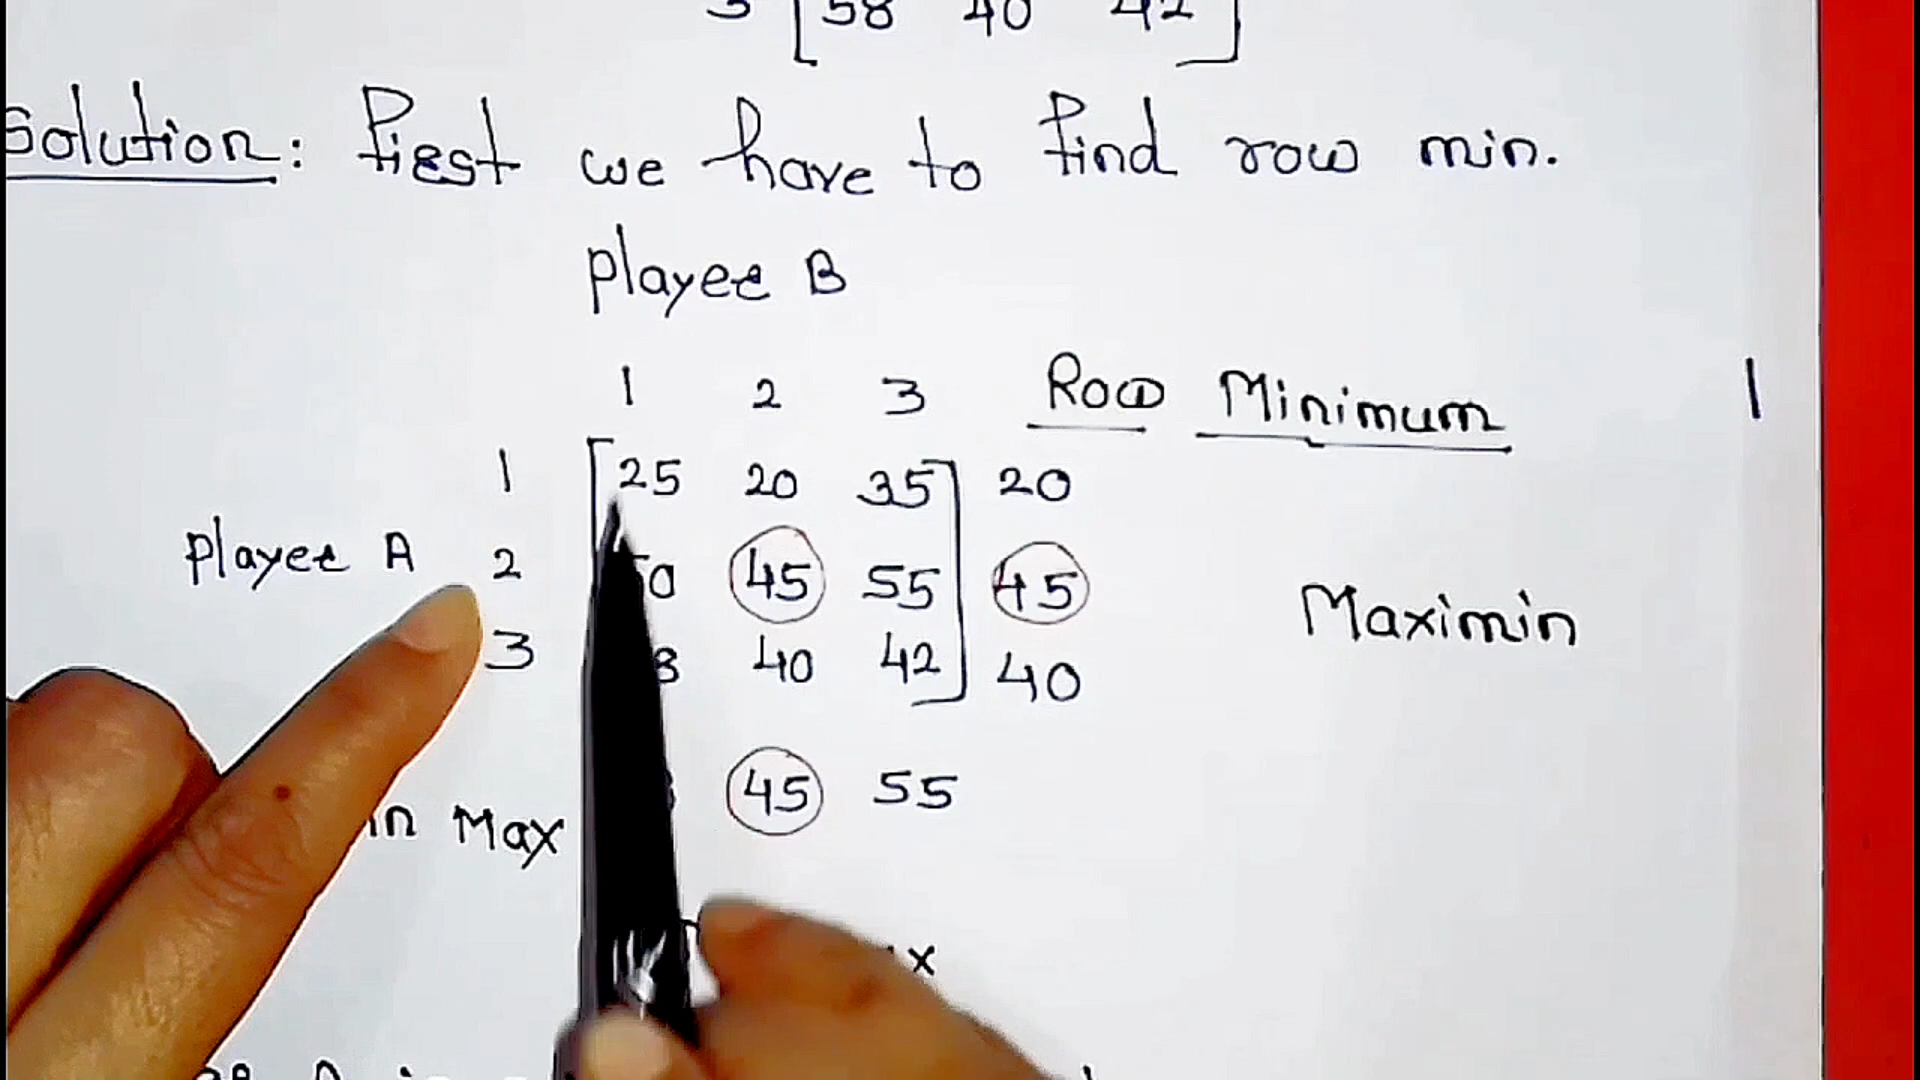 3 58 40 42
Solution: First we have to find row min.
Player B
1 2 3 Row Minimum
1 25 20 35 20
Player A 2 45 55 45 Maximin
3 40 42 40
45 55
Max